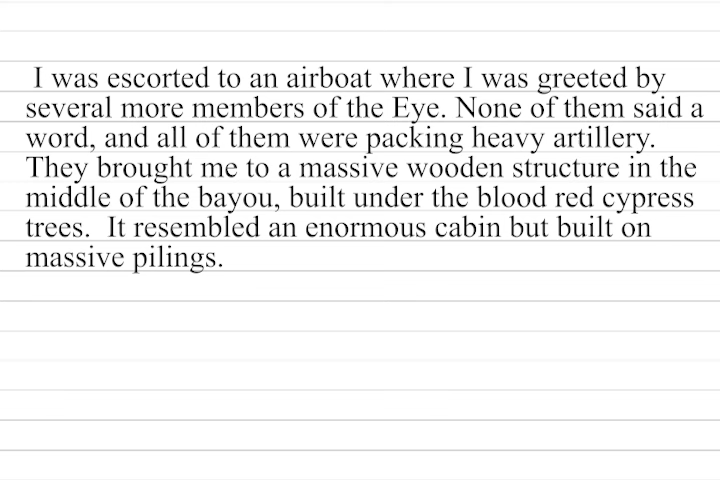 I was escorted to an airboat where I was greeted by
several more members of the Eye. None of them said a
word, and all of them were packing heavy artillery.
They brought me to a massive wooden structure in the
middle of the bayou, built under the blood red cypress
trees.  It resembled an enormous cabin but built on
massive pilings.